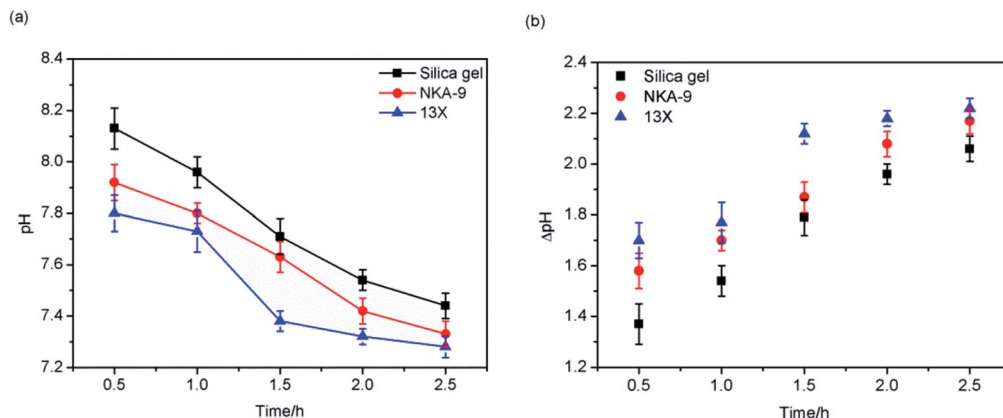 (a)
8.4
8.2
8.0
7.8
7.6
7.4
7.2
pH
0.5 1.0 1.5 2.0 2.5
Time/h
Silica gel
NKA-9
13X
(b)
2.4
2.2
2.0
1.8
1.6
1.4
1.2
ΔpH
0.5 1.0 1.5 2.0 2.5
Time/h
Silica gel
NKA-9
13X